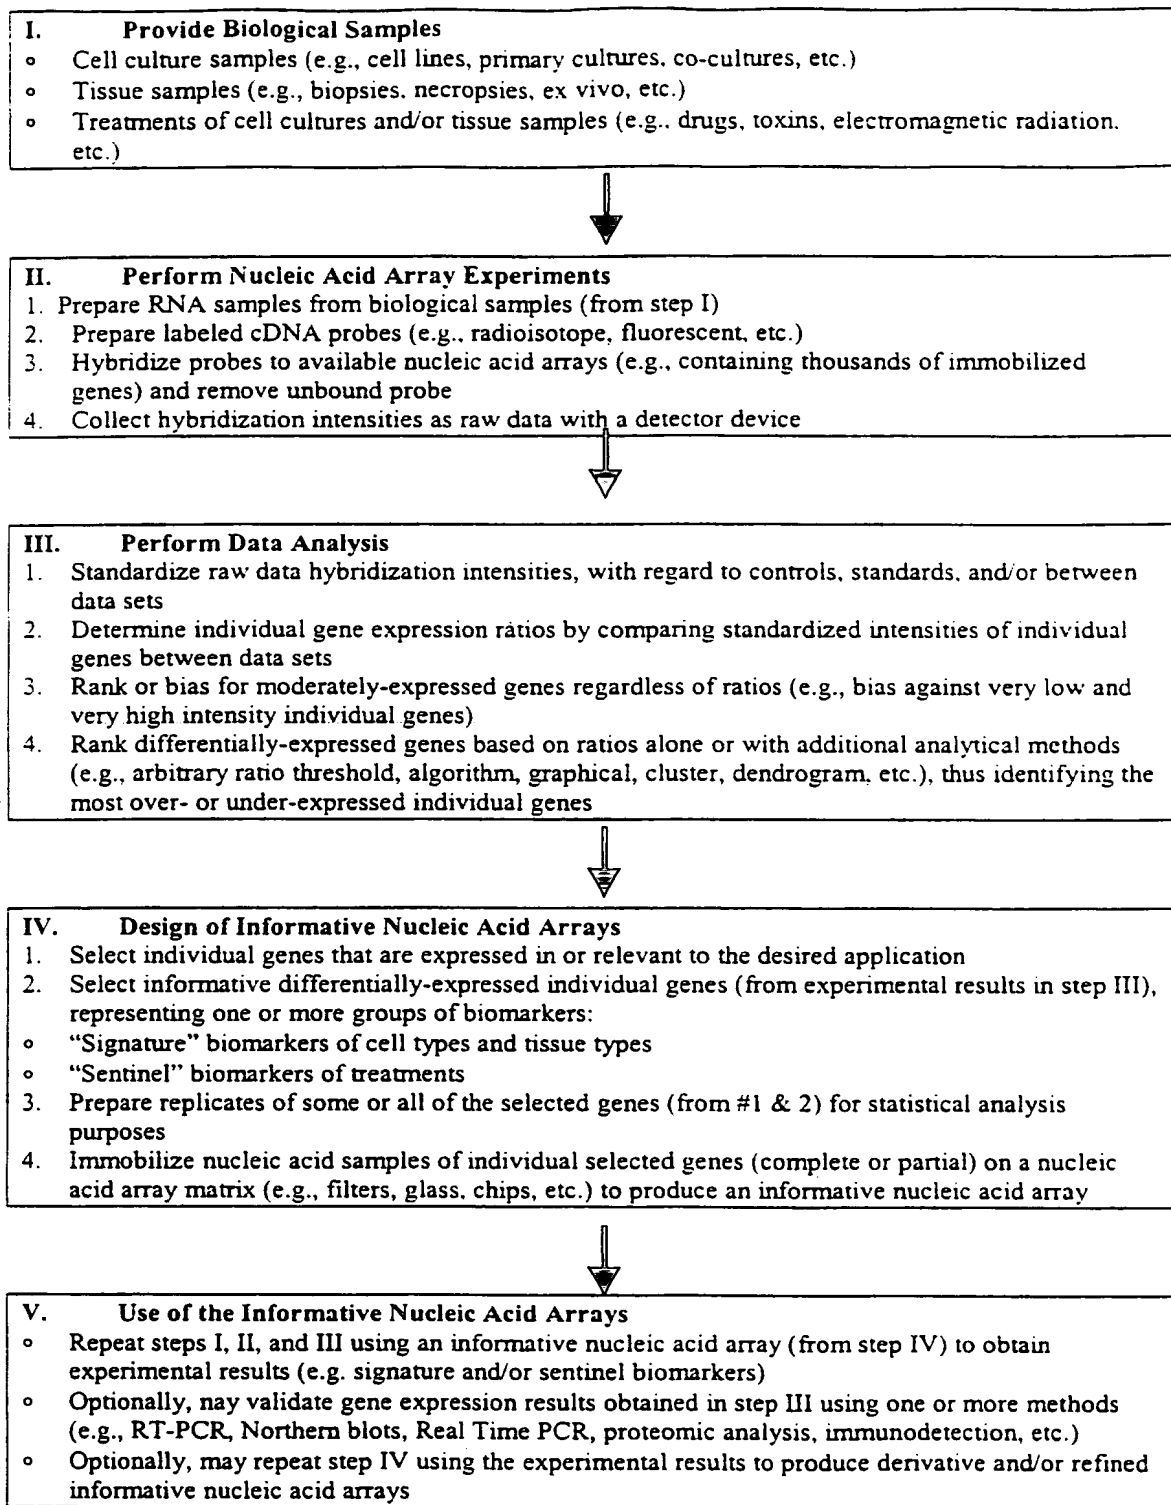 I. Provide Biological Samples
o Cell culture samples (e.g., cell lines, primary cultures, co-cultures, etc.)
o Tissue samples (e.g., biopsies, necropsies, ex vivo, etc.)
o Treatments of cell cultures and/or tissue samples (e.g., drugs, toxins, electromagnetic radiation,
etc.)
II. Perform Nucleic Acid Array Experiments
1. Prepare RNA samples from biological samples (from step I)
2. Prepare labeled cDNA probes (e.g., radioisotope, fluorescent, etc.)
3. Hybridize probes to available nucleic acid arrays (e.g., containing thousands of immobilized
genes) and remove unbound probe
4. Collect hybridization intensities as raw data with a detector device
III. Perform Data Analysis
1. Standardize raw data hybridization intensities, with regard to controls, standards, and/or between
data sets
2. Determine individual gene expression ratios by comparing standardized intensities of individual
genes between data sets
3. Rank or bias for moderately-expressed genes regardless of ratios (e.g., bias against very low and
very high intensity individual genes)
4. Rank differentially-expressed genes based on ratios alone or with additional analytical methods
(e.g., arbitrary ratio threshold, algorithm, graphical, cluster, dendrogram, etc.), thus identifying the
most over- or under-expressed individual genes
IV. Design of Informative Nucleic Acid Arrays
1. Select individual genes that are expressed in or relevant to the desired application
2. Select informative differentially-expressed individual genes (from experimental results in step III),
representing one or more groups of biomarkers:
o “Signature” biomarkers of cell types and tissue types
o “Sentinel” biomarkers of treatments
3. Prepare replicates of some or all of the selected genes (from #1 & 2) for statistical analysis
purposes
4. Immobilize nucleic acid samples of individual selected genes (complete or partial) on a nucleic
acid array matrix (e.g., filters, glass, chips, etc.) to produce an informative nucleic acid array
V. Use of the Informative Nucleic Acid Arrays
o Repeat steps I, II, and III using an informative nucleic acid array (from step IV) to obtain
experimental results (e.g. signature and/or sentinel biomarkers)
o Optionally, nay validate gene expression results obtained in step III using one or more methods
(e.g., RT-PCR, Northern blots, Real Time PCR, proteomic analysis, immunodetection, etc.)
o Optionally, may repeat step IV using the experimental results to produce derivative and/or refined
informative nucleic acid arrays